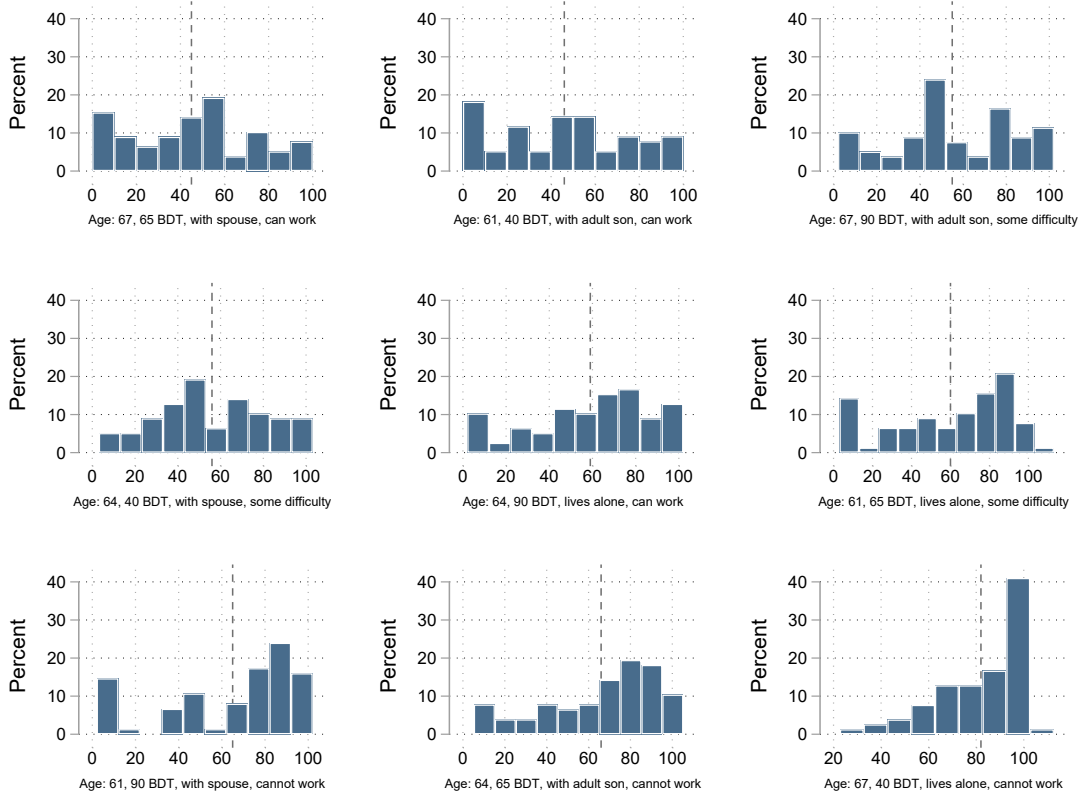 40
30
20
10
0
Percent
0 20 40 60 80 100
Age: 67, 65 BDT, with spouse, can work
40
30
20
10
0
Percent
0 20 40 60 80 100
Age: 61, 40 BDT, with adult son, can work
40
30
20
10
0
Percent
0 20 40 60 80 100
Age: 67, 90 BDT, with adult son, some difficulty
40
30
20
10
0
Percent
0 20 40 60 80 100
Age: 64, 40 BDT, with spouse, some difficulty
40
30
20
10
0
Percent
0 20 40 60 80 100
Age: 64, 90 BDT, lives alone, can work
40
30
20
10
0
Percent
0 20 40 60 80 100
Age: 61, 65 BDT, lives alone, some difficulty
40
30
20
10
0
Percent
0 20 40 60 80 100
Age: 61, 90 BDT, with spouse, cannot work
40
30
20
10
0
Percent
0 20 40 60 80 100
Age: 64, 65 BDT, with adult son, cannot work
40
30
20
10
0
Percent
20 40 60 80 100
Age: 67, 40 BDT, lives alone, cannot work